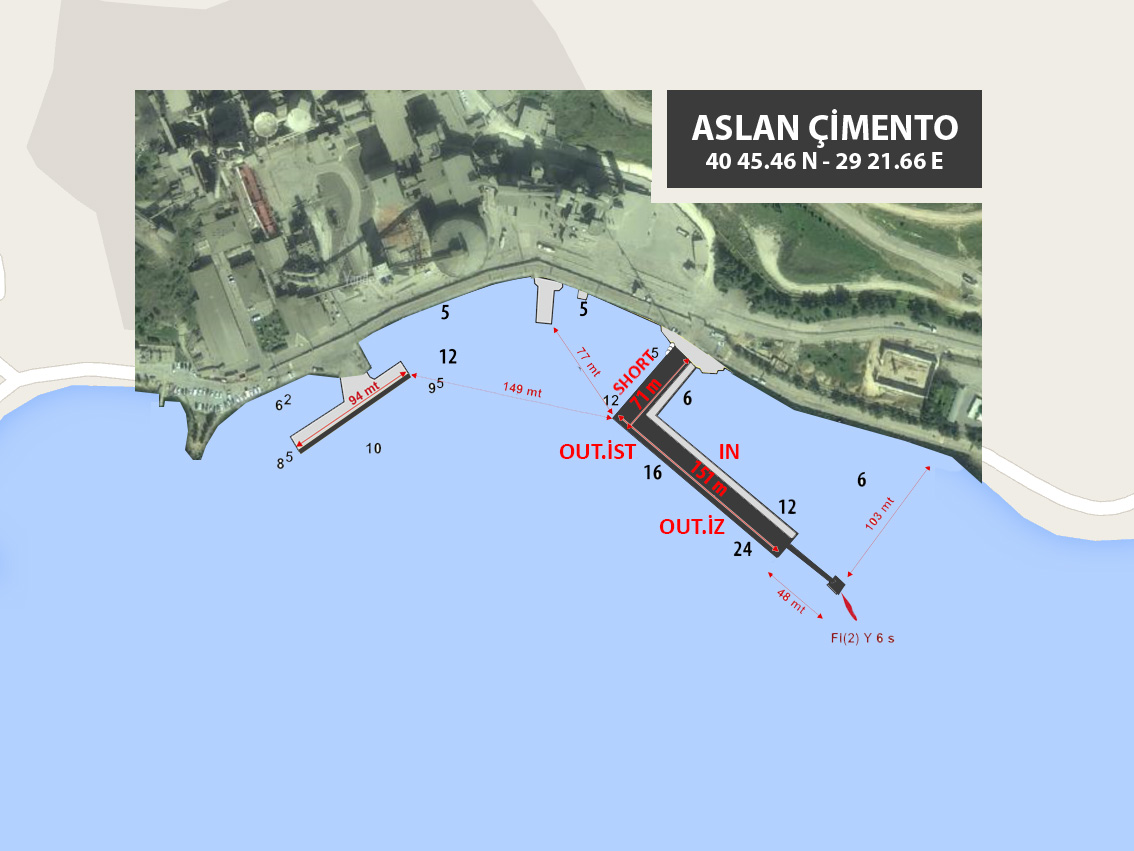 ASLAN ÇİMENTO
40 45.46 N - 29 21.66 E
5
5
12
5
SHORT
77 mt
94 mt
9 5
149 mt
71 m
6 2
12
6
10
OUT.İST
IN
8 5
16
151 m
6
12
103 mt
OUT.İZ
24
48 mt
Fl(2) Y 6 s